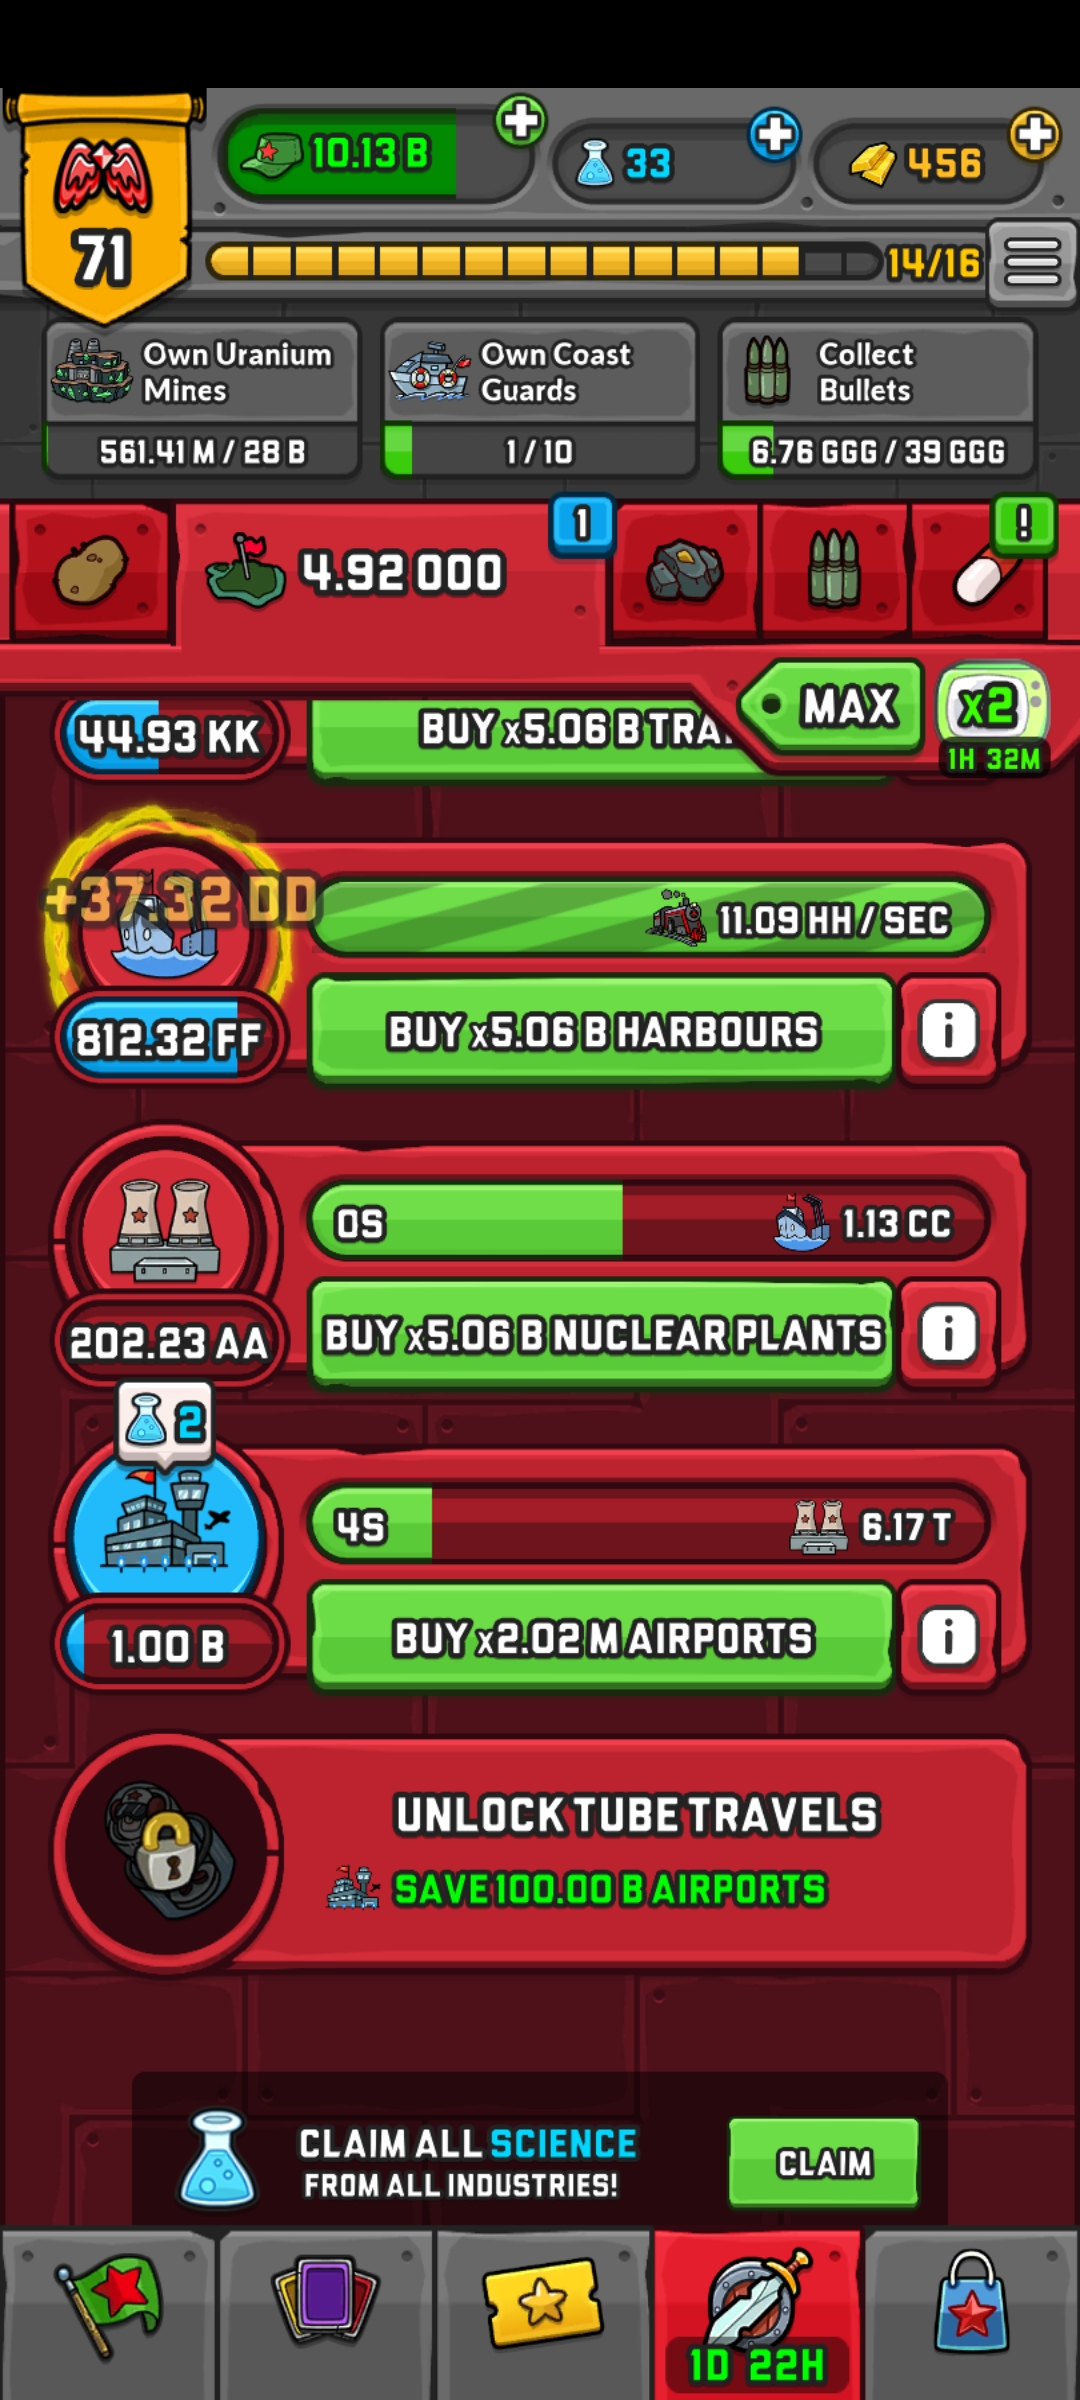 10.13 B
33
456
71
14/16
Own Uranium
Mines
561.41 M / 28 B
Own Coast
Guards
1 / 10
Collect
Bullets
6.76 GGG / 39 GGG
4.92 000
1
!
MAX
x2
1H 32M
44.93 KK
BUY x5.06 B TRA
+37.32 DD
11.09 HH / SEC
812.32 FF
BUY x5.06 B HARBOURS
i
0S
1.13 CC
202.23 AA
BUY x5.06 B NUCLEAR PLANTS
i
2
4S
6.17 T
1.00 B
BUY x2.02 M AIRPORTS
i
UNLOCK TUBE TRAVELS
SAVE 100.00 B AIRPORTS
CLAIM ALL SCIENCE
FROM ALL INDUSTRIES!
CLAIM
1D 22H